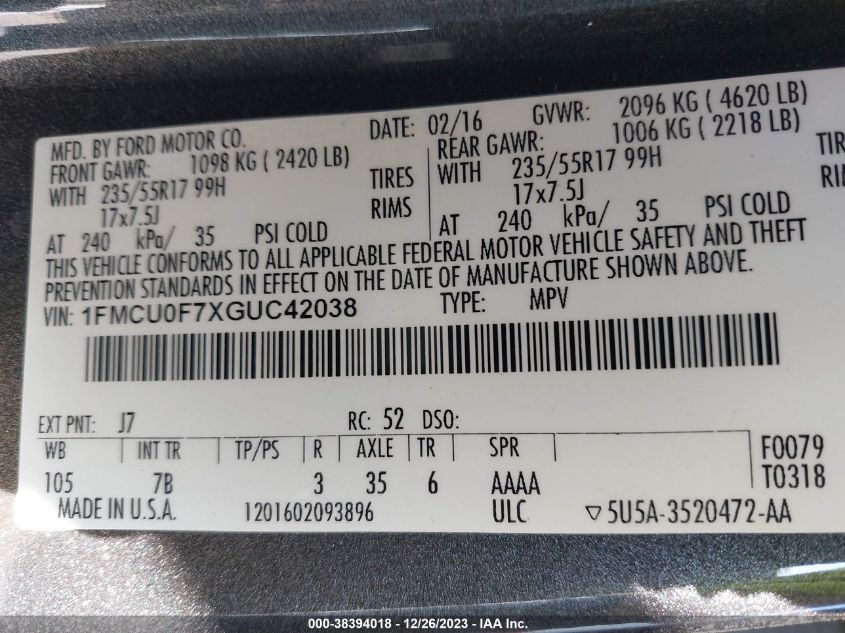 MFD. BY FORD MOTOR CO. DATE: 02/16 GVWR: 2096 KG ( 4620 LB)
FRONT GAWR: 1098 KG ( 2420 LB) REAR GAWR: 1006 KG ( 2218 LB)
WITH 235/55R17 99H TIRES WITH 235/55R17 99H TIR
17x7.5J RIMS 17x7.5J RI
AT 240 kPa/ 35 PSI COLD AT 240 kPa/ 35 PSI COLD
THIS VEHICLE CONFORMS TO ALL APPLICABLE FEDERAL MOTOR VEHICLE SAFETY AND THEFT
PREVENTION STANDARDS IN EFFECT ON THE DATE OF MANUFACTURE SHOWN ABOVE.
VIN: 1FMCU0F7XGUC42038 TYPE: MPV
EXT PNT: J7 RC: 52 DSO:
WB INT TR TP/PS R AXLE TR SPR F0079
105 7B 3 35 6 AAAA T0318
MADE IN U.S.A. 1201602093896 ULC ▽5U5A-3520472-AA
000-38394018 - 12/26/2023 - IAA Inc.